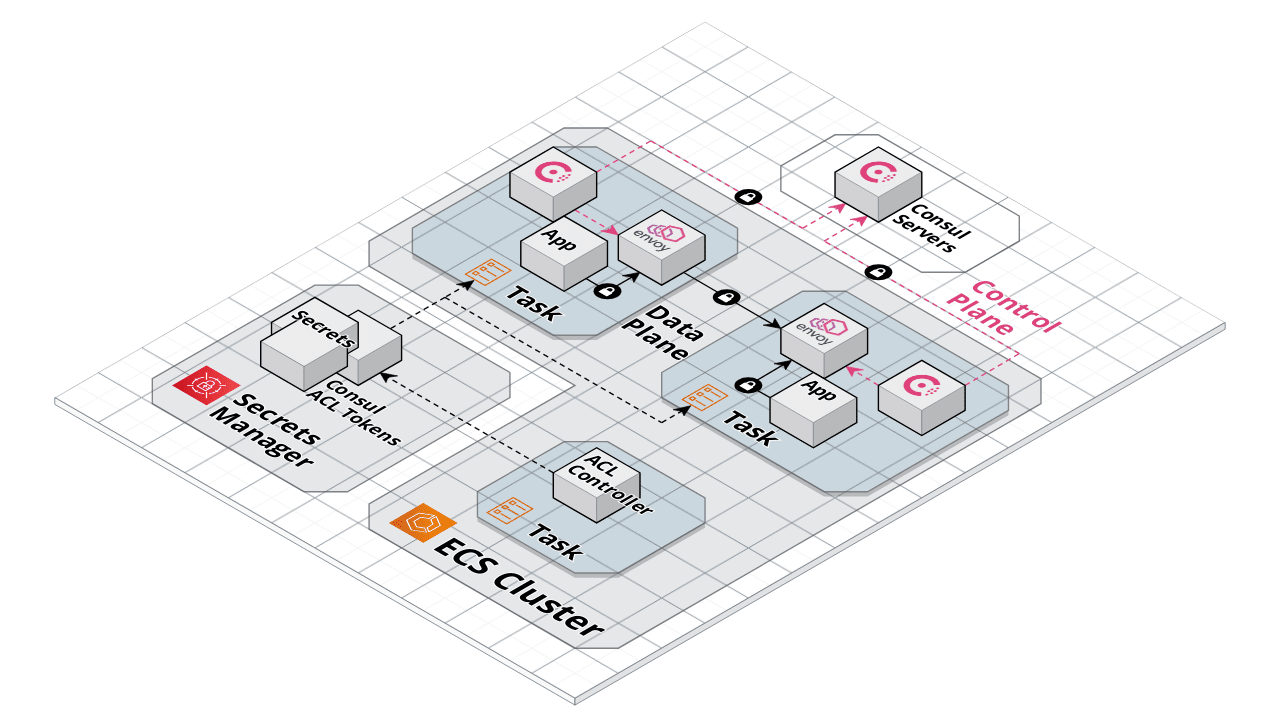 App
envoy
Task
Consul
Servers
Control
Plane
Data
Plane
envoy
App
Task
Secrets
Consul
ACL Tokens
Secrets
Manager
ACL
Controller
Task
ECS Cluster